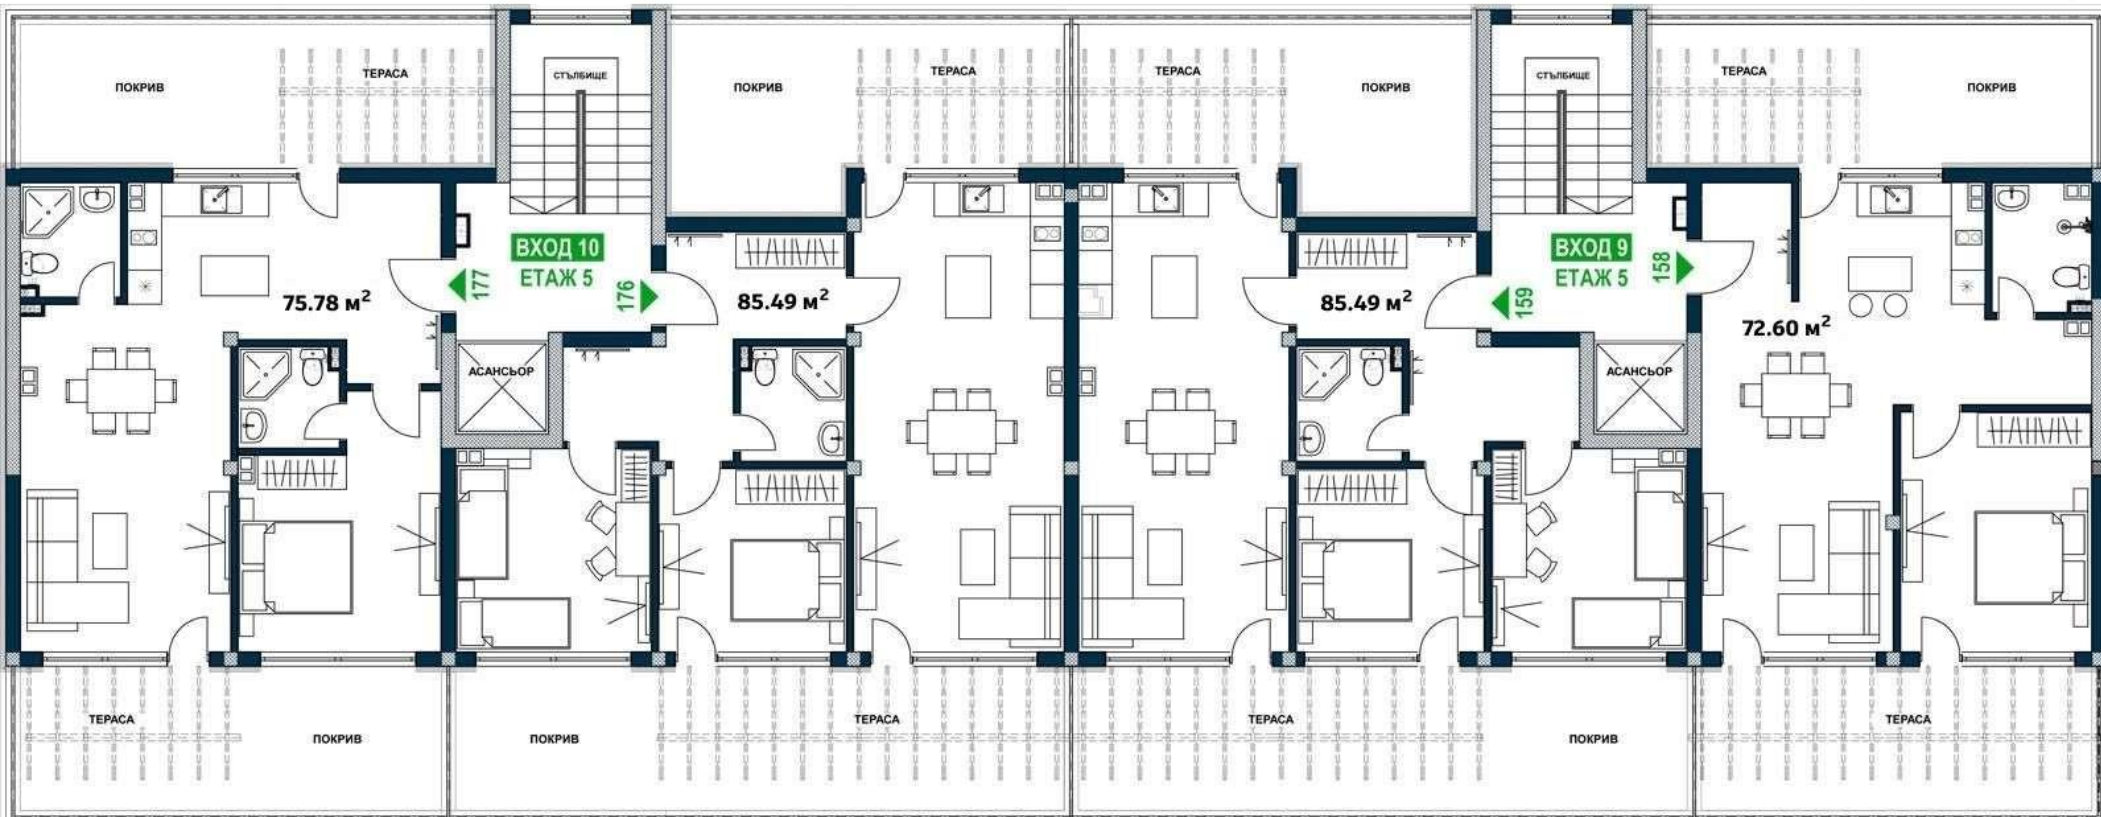 ПОКРИВ
ТЕРАСА
СТЪЛБИЩЕ
ПОКРИВ
ТЕРАСА
ТЕРАСА
ПОКРИВ
СТЪЛБИЩЕ
ТЕРАСА
ПОКРИВ
75.78 м²
177
ВХОД 10
ЕТАЖ 5
176
85.49 м²
85.49 м²
159
ВХОД 9
ЕТАЖ 5
158
72.60 м²
АСАНСЬОР
АСАНСЬОР
ТЕРАСА
ПОКРИВ
ПОКРИВ
ТЕРАСА
ТЕРАСА
ПОКРИВ
ТЕРАСА